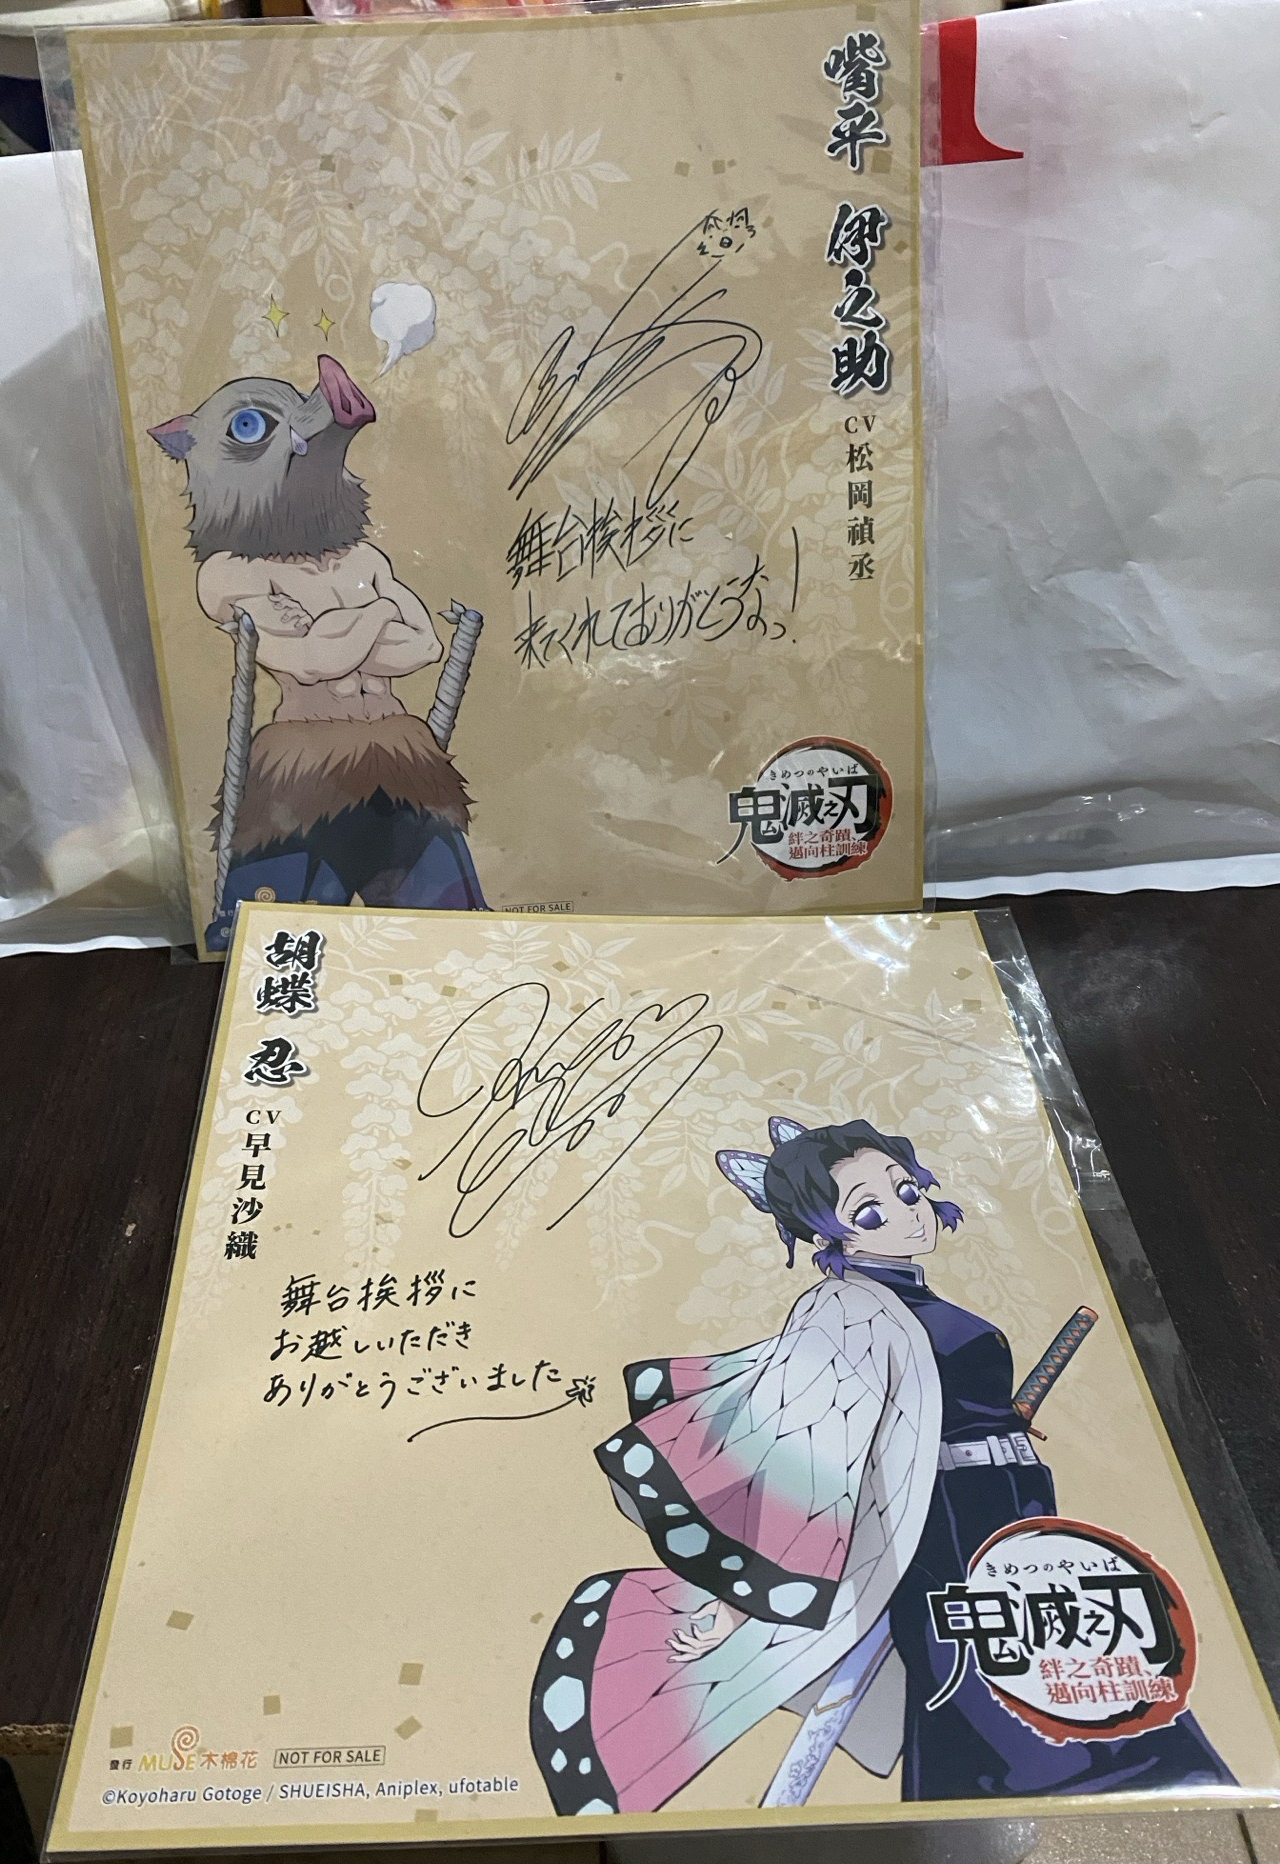 嘴平 伊之助
CV
松岡禎丞
舞台挨拶に
来てくれてありがとうなっ!
きめつのやいば
鬼滅之刃
絆之奇蹟、
邁向柱訓練
發行
NOT FOR SALE
胡蝶 忍
CV
早見沙織
舞台挨拶に
お越しいただき
ありがとうございました
きめつのやいば
鬼滅之刃
絆之奇蹟、
邁向柱訓練
發行 MUSE 木棉花 NOT FOR SALE
©Koyoharu Gotoge / SHUEISHA, Aniplex, ufotable